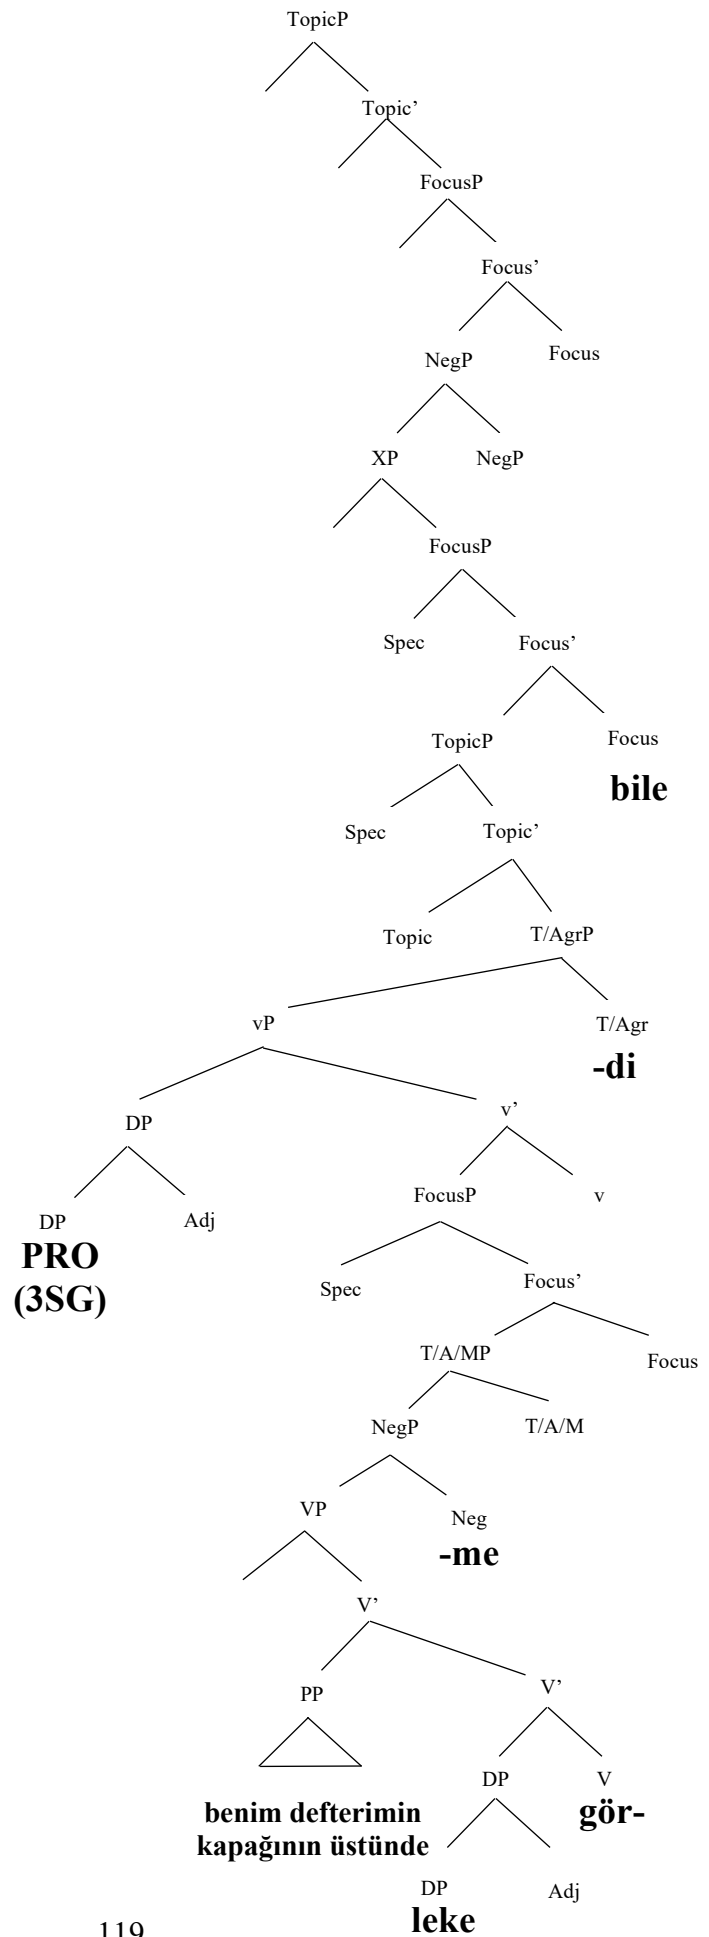 TopicP
Topic’
FocusP
Focus’
NegP
Focus
XP
NegP
FocusP
Spec
Focus’
TopicP
Focus
bile
Spec
Topic’
Topic
T/AgrP
vP
T/Agr
-di
DP
v’
DP
Adj
FocusP
v
PRO
(3SG)
Spec
Focus’
T/A/MP
Focus
NegP
T/A/M
VP
Neg
-me
V’
PP
V’
DP
V
gör-
benim defterimin
kapağının üstünde
DP
Adj
leke
119